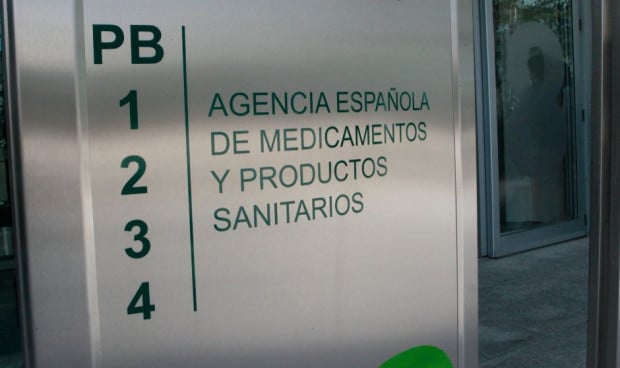 PB
1
2
3
4
AGENCIA ESPAÑOLA
DE MEDICAMENTOS
Y PRODUCTOS
SANITARIOS